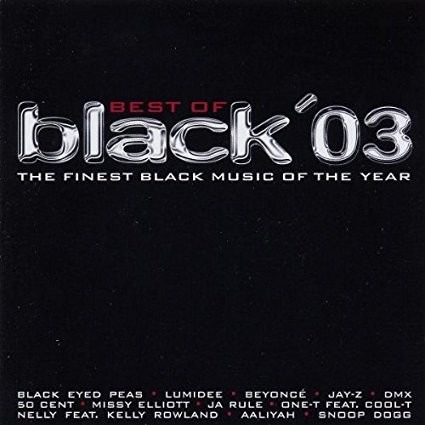 BEST OF
black '03
THE FINEST BLACK MUSIC OF THE YEAR
BLACK EYED PEAS • LUMIDEE • BEYONCÉ • JAY-Z • DMX
50 CENT • MISSY ELLIOTT • JA RULE • ONE-T FEAT. COOL-T
NELLY FEAT. KELLY ROWLAND • AALIYAH • SNOOP DOGG